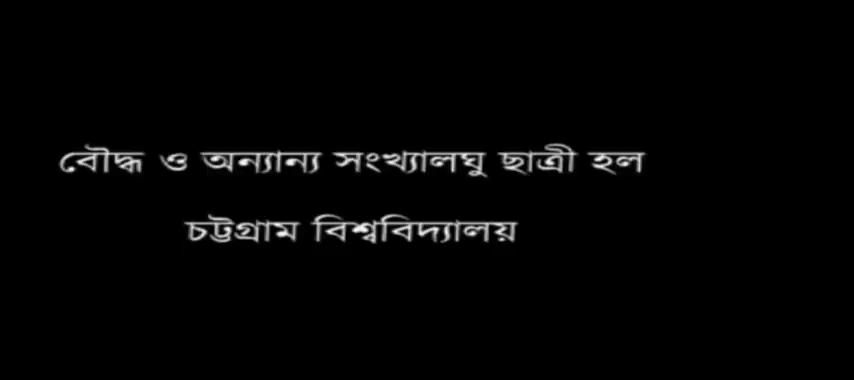 বৌদ্ধ ও অন্যান্য সংখ্যালঘু ছাত্রী হল
চট্টগ্রাম বিশ্ববিদ্যালয়